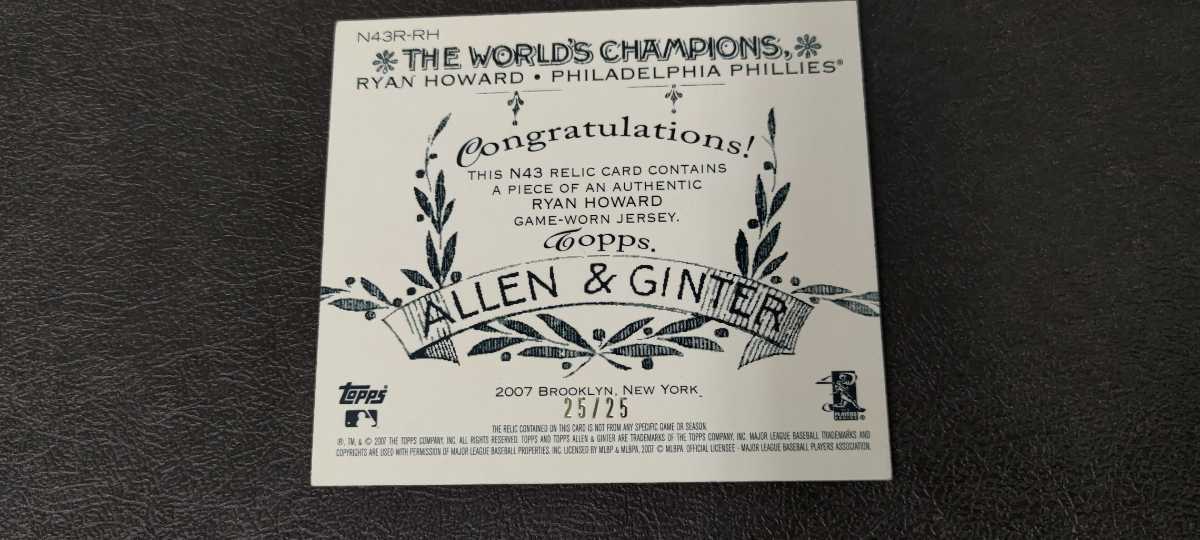 N43R-RH
THE WORLD'S CHAMPIONS,
RYAN HOWARD • PHILADELPHIA PHILLIES®
Congratulations!
THIS N43 RELIC CARD CONTAINS
A PIECE OF AN AUTHENTIC
RYAN HOWARD
GAME-WORN JERSEY.
Topps.
ALLEN & GINTER
2007 BROOKLYN, NEW YORK.
25/25
topps®
PLAYERS CHOICE ®
THE RELIC CONTAINED ON THIS CARD IS NOT FROM ANY SPECIFIC GAME OR SEASON.
®, TM, & © 2007 THE TOPPS COMPANY, INC. ALL RIGHTS RESERVED. TOPPS AND TOPPS ALLEN & GINTER ARE TRADEMARKS OF THE TOPPS COMPANY, INC. MAJOR LEAGUE BASEBALL TRADEMARKS AND
COPYRIGHTS ARE USED WITH PERMISSION OF MAJOR LEAGUE BASEBALL PROPERTIES, INC. LICENSED BY MLBP & MLBPA, 2007. © MLBPA. OFFICIAL LICENSEE - MAJOR LEAGUE BASEBALL PLAYERS ASSOCIATION.